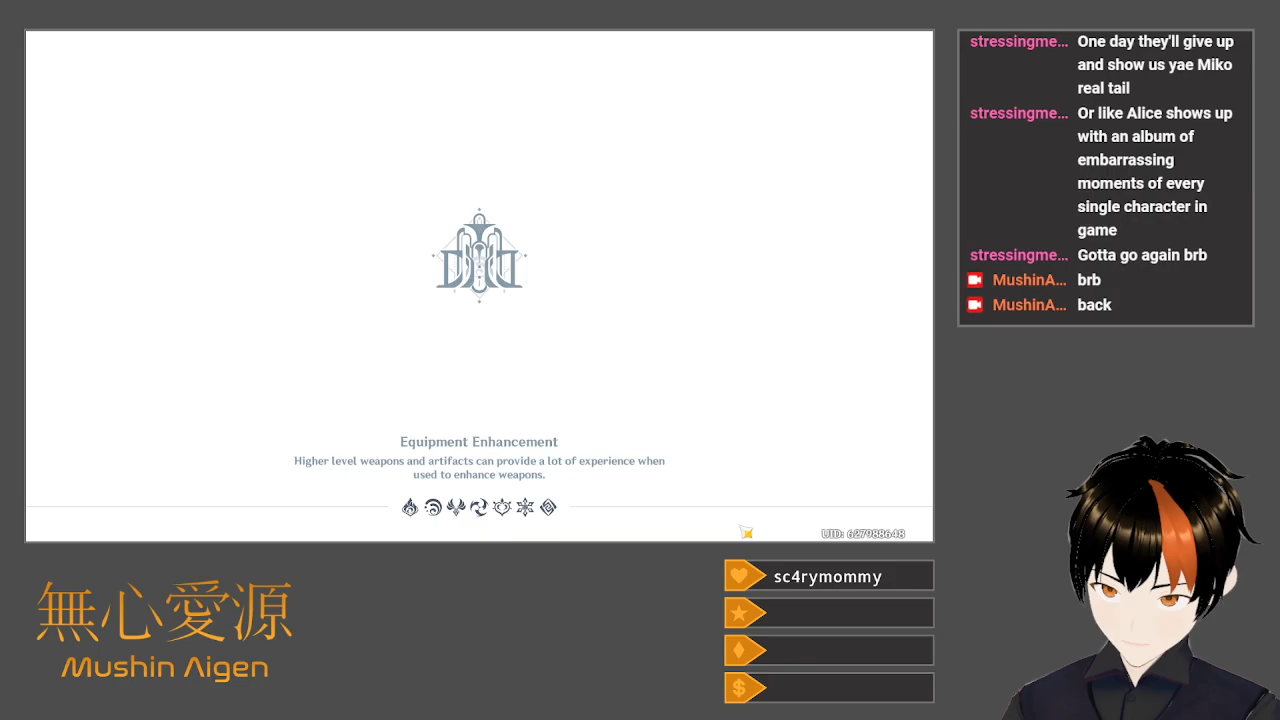 Equipment Enhancement
Higher level weapons and artifacts can provide a lot of experience when
used to enhance weapons.
UID: 627988648
stressingme... One day they'll give up
and show us yae Miko
real tail
stressingme... Or like Alice shows up
with an album of
embarrassing
moments of every
single character in
game
stressingme... Gotta go again brb
MushinA... brb
MushinA... back
sc4rymommy
無心愛源
Mushin Aigen